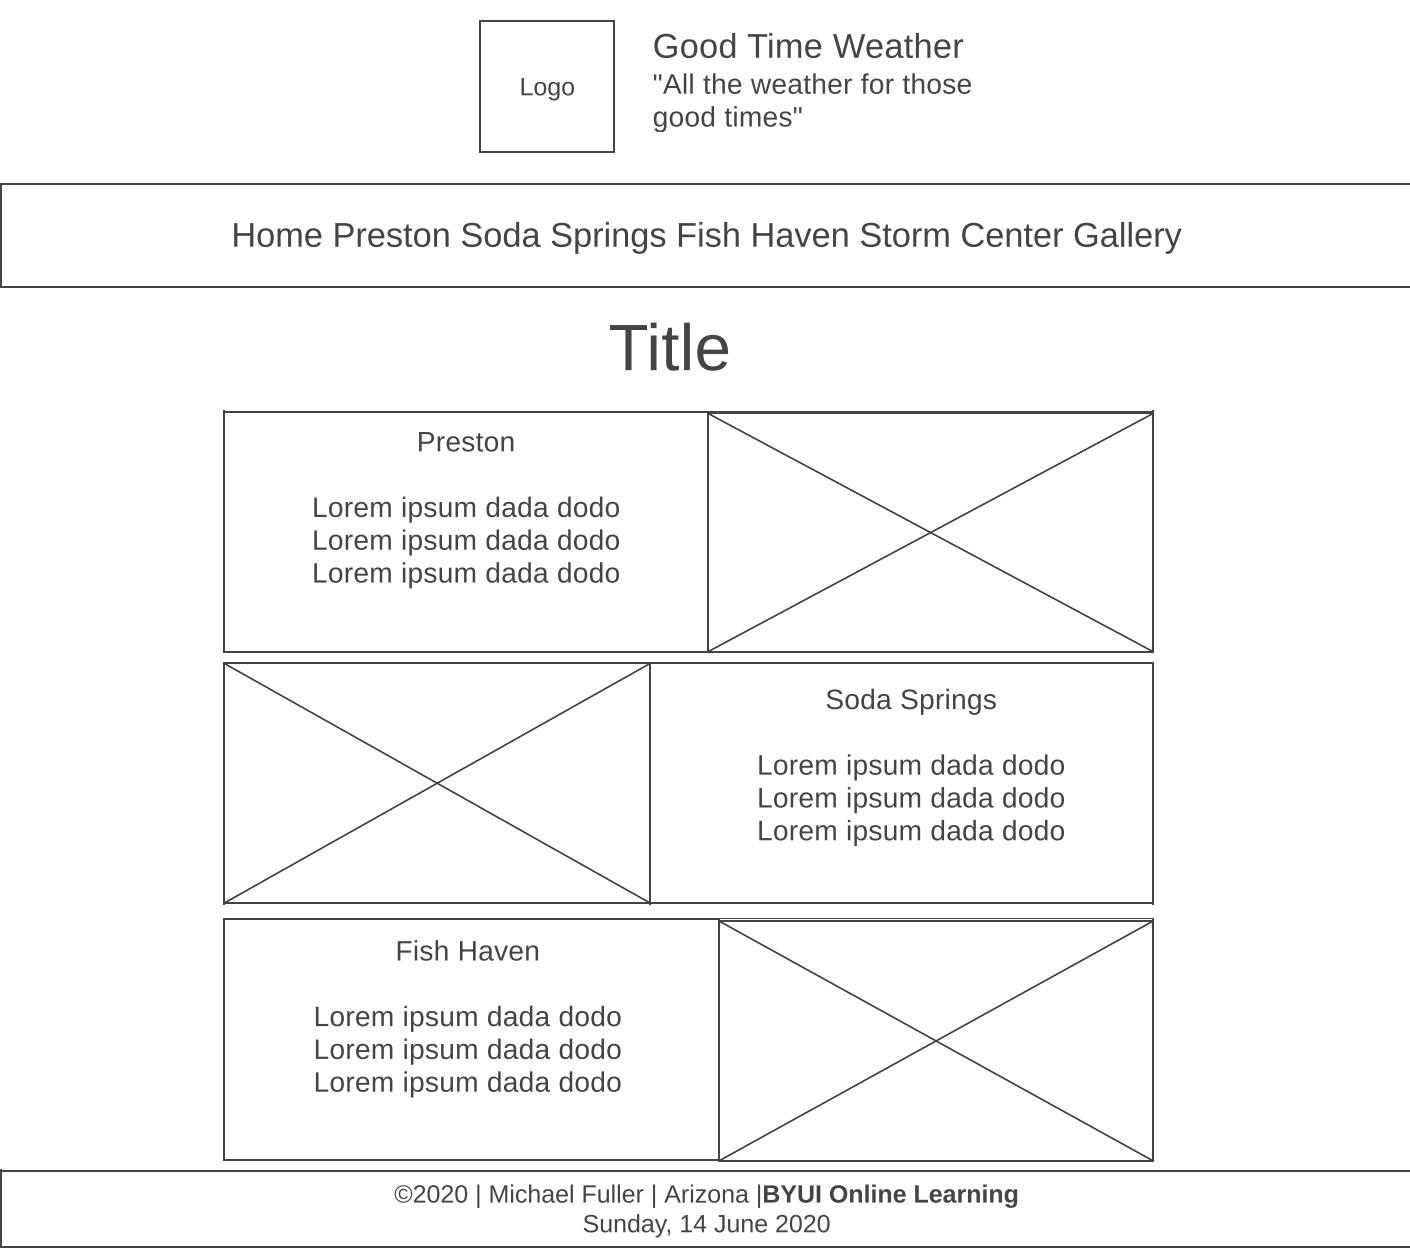 Logo
Good Time Weather
"All the weather for those
good times"
Home Preston Soda Springs Fish Haven Storm Center Gallery
Title
Preston
Lorem ipsum dada dodo
Lorem ipsum dada dodo
Lorem ipsum dada dodo
Soda Springs
Lorem ipsum dada dodo
Lorem ipsum dada dodo
Lorem ipsum dada dodo
Fish Haven
Lorem ipsum dada dodo
Lorem ipsum dada dodo
Lorem ipsum dada dodo
©2020 | Michael Fuller | Arizona |BYUI Online Learning
Sunday, 14 June 2020